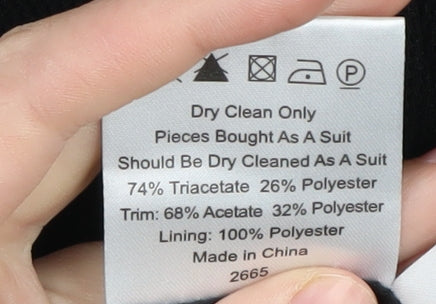 P
Dry Clean Only
Pieces Bought As A Suit
Should Be Dry Cleaned As A Suit
74% Triacetate 26% Polyester
Trim: 68% Acetate 32% Polyester
Lining: 100% Polyester
Made in China
2665